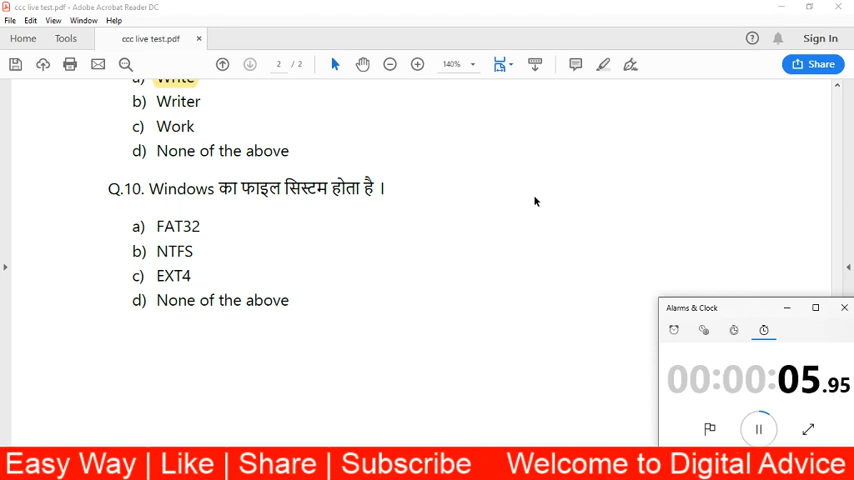 ccc live test.pdf - Adobe Acrobat Reader DC
File Edit View Window Help
Home Tools ccc live test.pdf × Sign In
2 / 2 140% Share
a) Write
b) Writer
c) Work
d) None of the above
Q.10. Windows का फाइल सिस्टम होता है ।
a) FAT32
b) NTFS
c) EXT4
d) None of the above
Alarms & Clock
00:00:05.95
Easy Way | Like | Share | Subscribe Welcome to Digital Advice